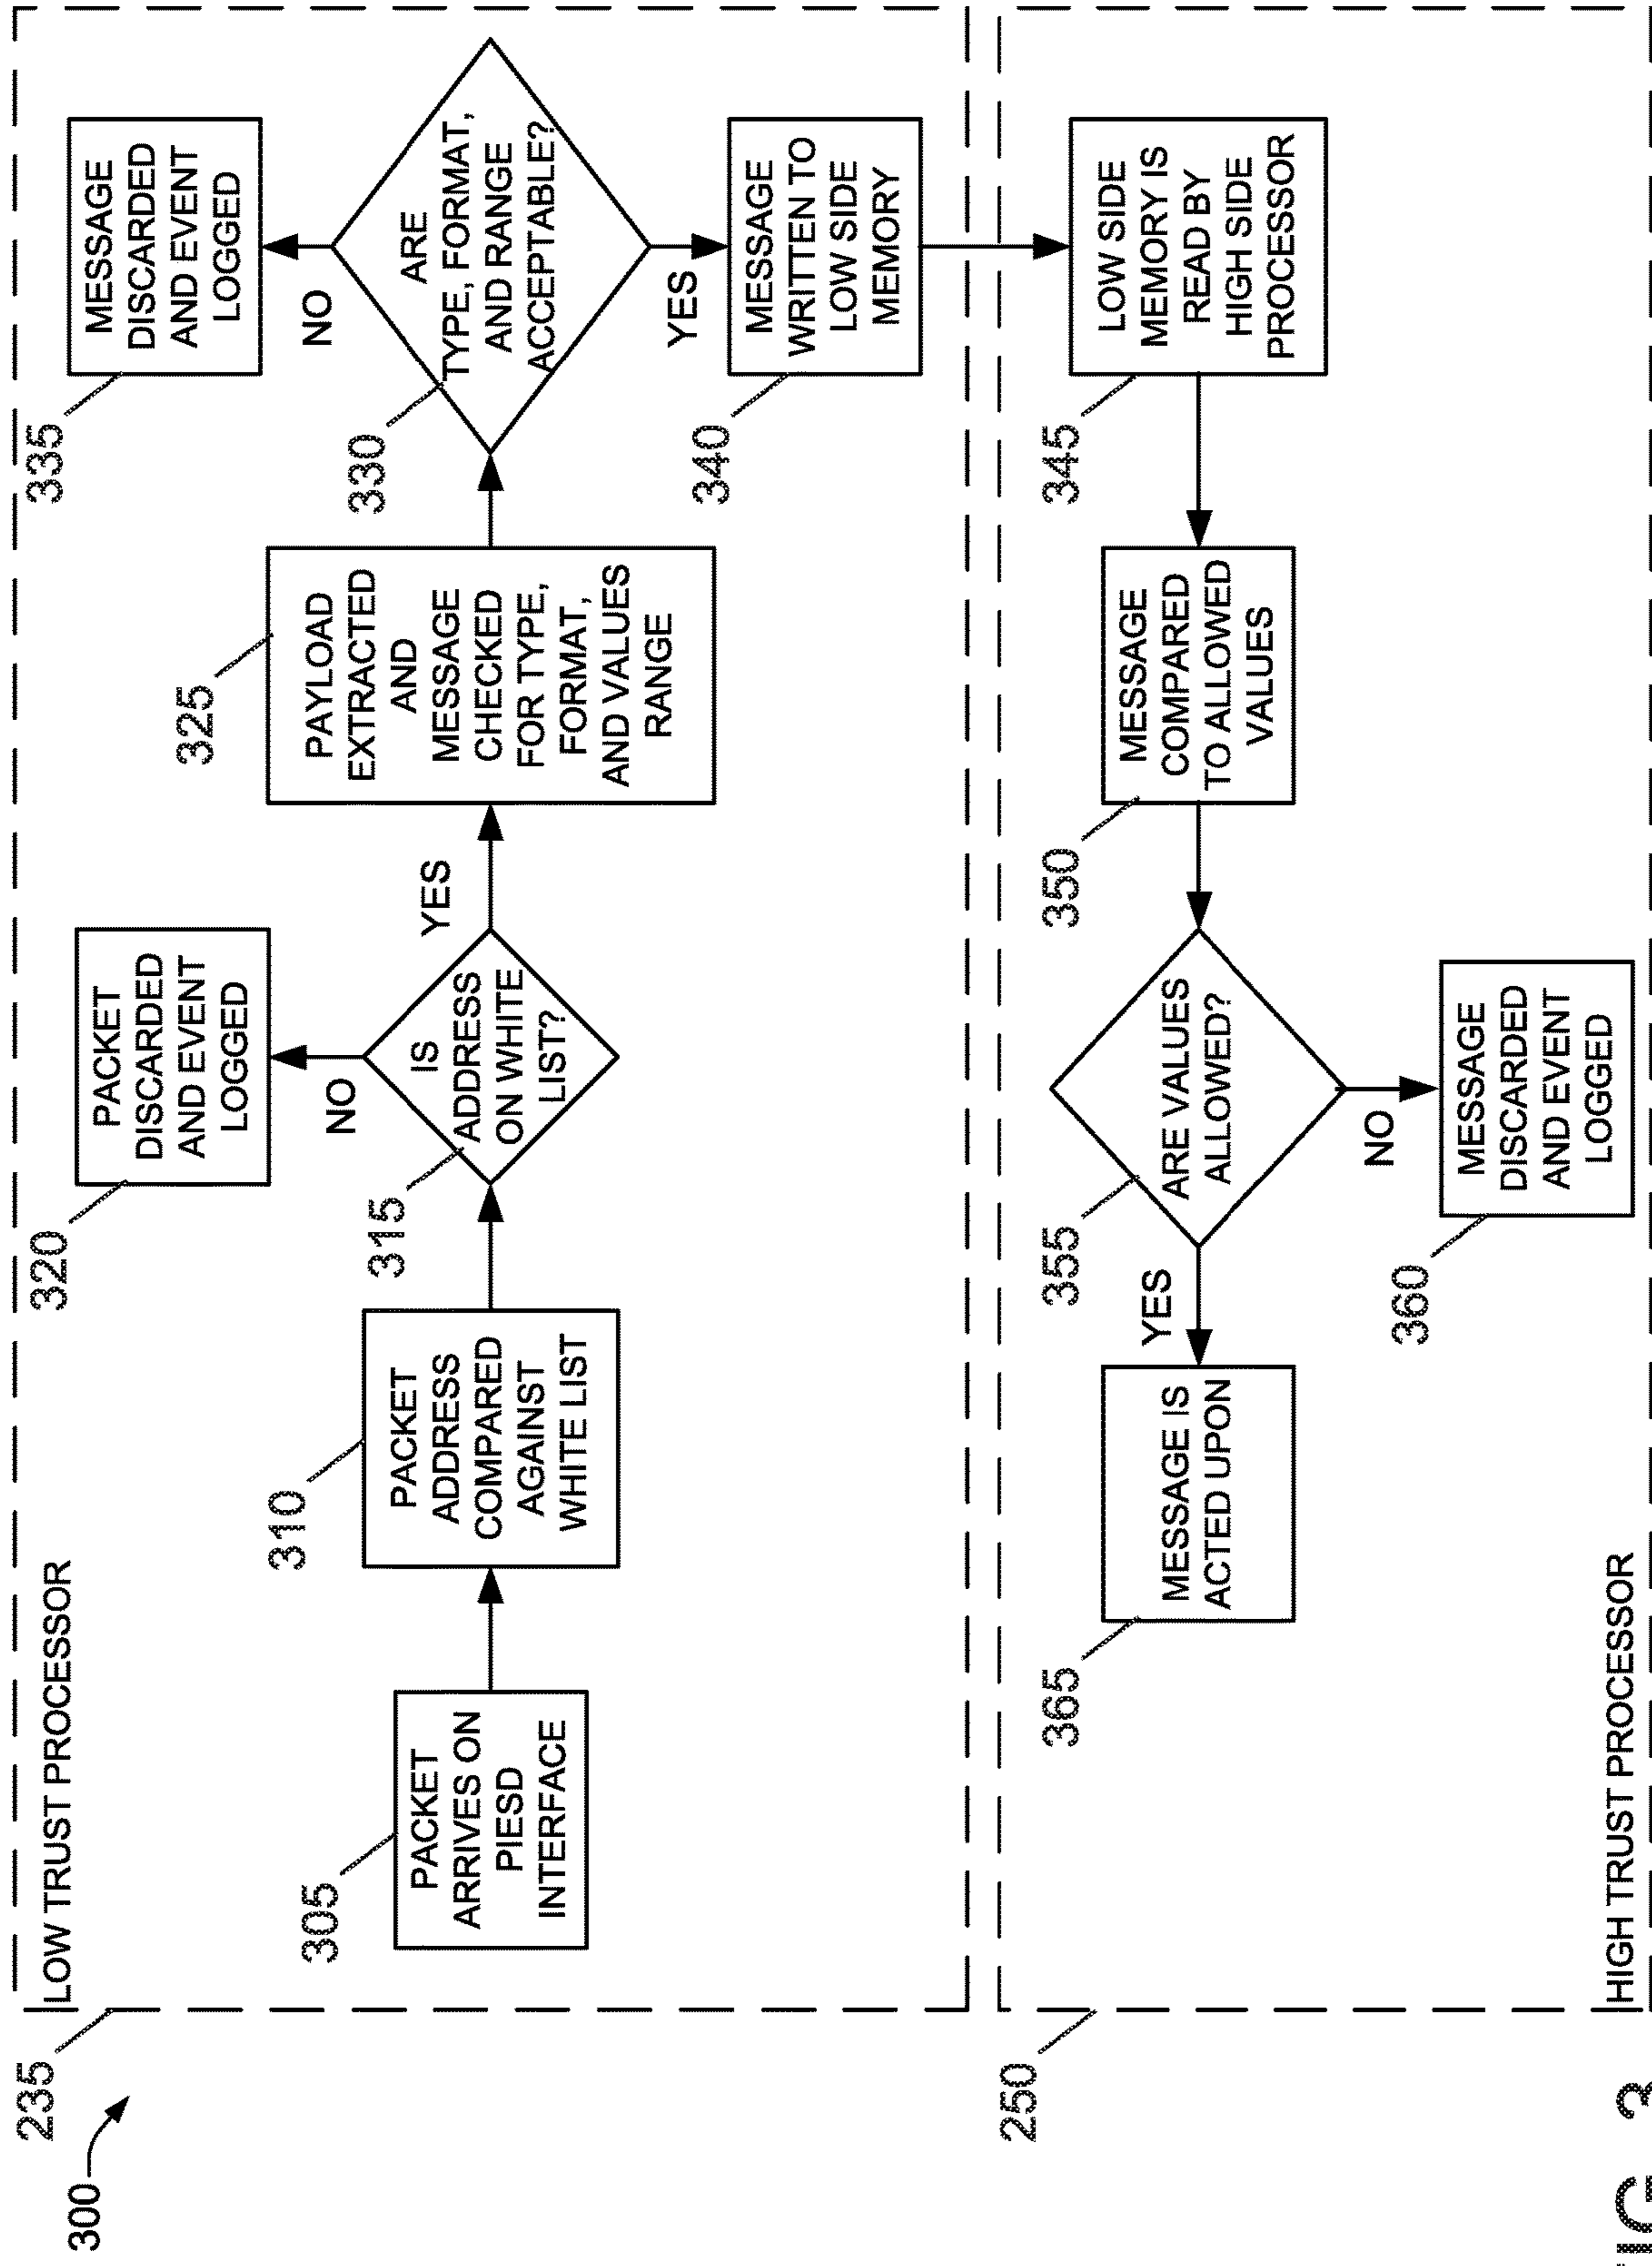 300
235
LOW TRUST PROCESSOR
305
PACKET
ARRIVES ON
PIESD
INTERFACE
310
PACKET
ADDRESS
COMPARED
AGAINST
WHITE LIST
315
IS
ADDRESS
ON WHITE
LIST?
NO
320
PACKET
DISCARDED
AND EVENT
LOGGED
YES
325
PAYLOAD
EXTRACTED
AND
MESSAGE
CHECKED
FOR TYPE,
FORMAT,
AND VALUES
RANGE
330
ARE
TYPE, FORMAT,
AND RANGE
ACCEPTABLE?
NO
335
MESSAGE
DISCARDED
AND EVENT
LOGGED
YES
340
MESSAGE
WRITTEN TO
LOW SIDE
MEMORY
250
HIGH TRUST PROCESSOR
345
LOW SIDE
MEMORY IS
READ BY
HIGH SIDE
PROCESSOR
350
MESSAGE
COMPARED
TO ALLOWED
VALUES
355
ARE VALUES
ALLOWED?
NO
360
MESSAGE
DISCARDED
AND EVENT
LOGGED
YES
365
MESSAGE IS
ACTED UPON